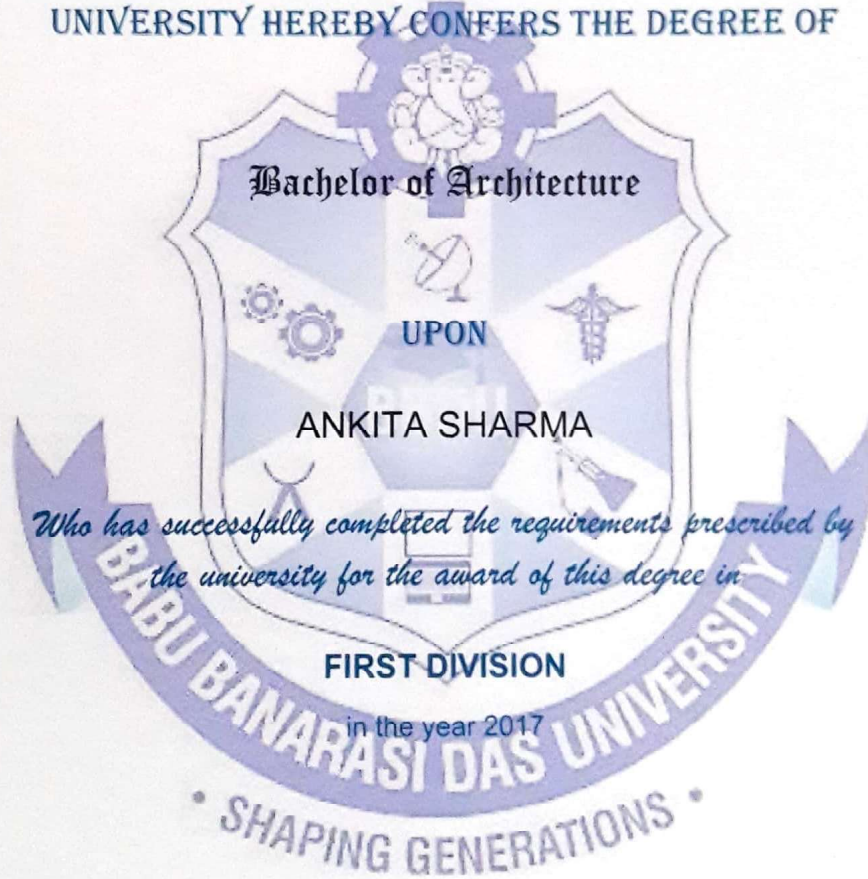 UNIVERSITY HEREBY CONFERS THE DEGREE OF
Bachelor of Architecture
UPON
ANKITA SHARMA
Who has successfully completed the requirements prescribed by
the university for the award of this degree in
FIRST DIVISION
in the year 2017
BABU BANARASI DAS UNIVERSITY
• SHAPING GENERATIONS •